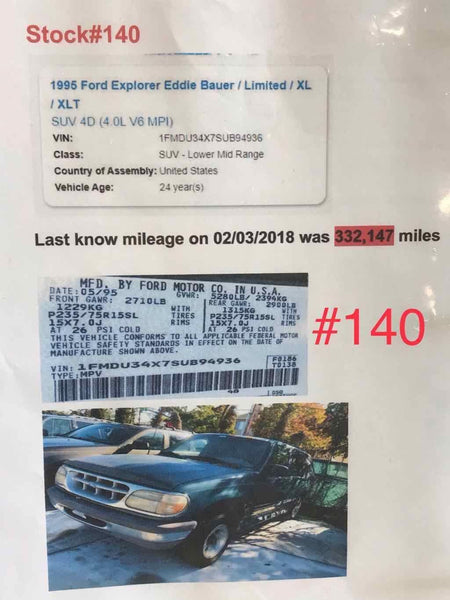 Stock#140
1995 Ford Explorer Eddie Bauer / Limited / XL
/ XLT
SUV 4D (4.0L V6 MPI)
VIN: 1FMDU34X7SUB94936
Class: SUV - Lower Mid Range
Country of Assembly: United States
Vehicle Age: 24 year(s)
Last know mileage on 02/03/2018 was 332,147 miles
MFD. BY FORD MOTOR CO. IN U.S.A.
DATE: 05/95 GVWR: 5280LB/ 2394KG
FRONT GAWR: 2710LB REAR GAWR: 2900LB
1229KG WITH 1315KG WITH
P235/75R15SL TIRES P235/75R15SL TIRES
15X7.0J RIMS 15X7.0J RIMS
AT 26 PSI COLD AT 26 PSI COLD
THIS VEHICLE CONFORMS TO ALL APPLICABLE FEDERAL MOTOR
VEHICLE SAFETY STANDARDS IN EFFECT ON THE DATE OF
MANUFACTURE SHOWN ABOVE.
VIN: 1FMDU34X7SUB94936 F0186
TYPE: MPV T0138
#140